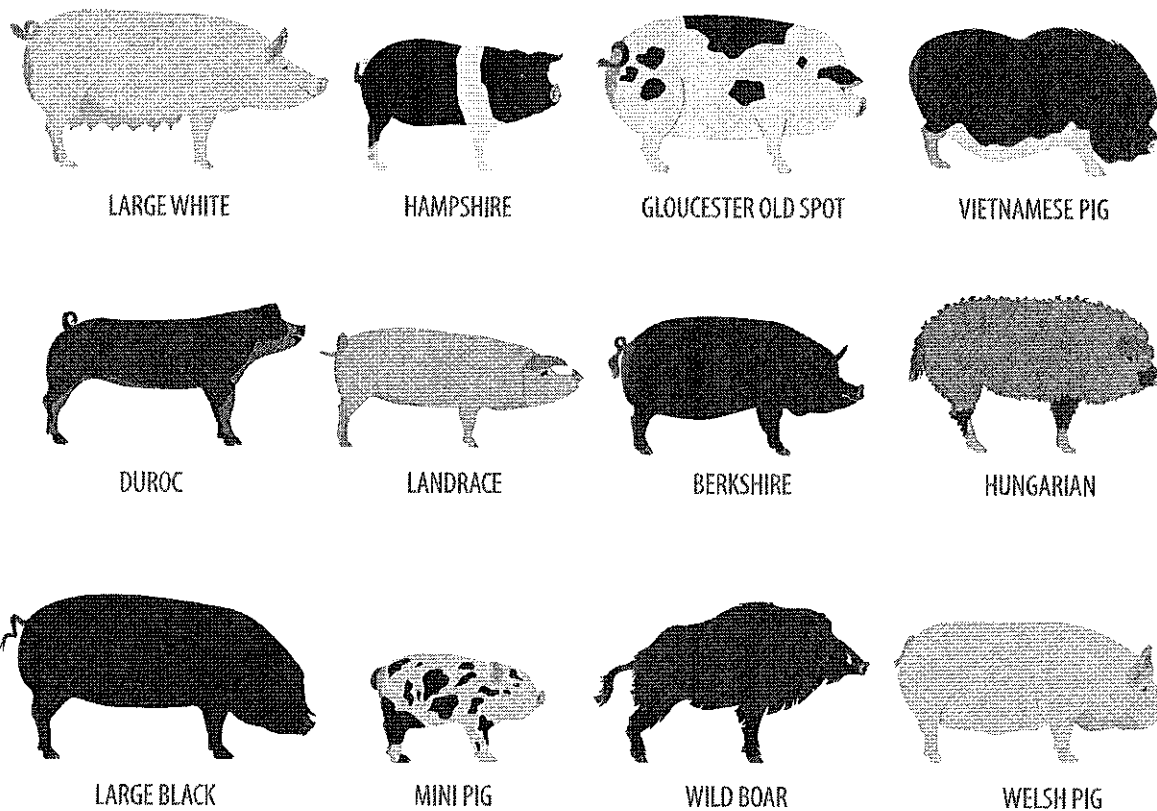 LARGE WHITE
HAMPSHIRE
GLOUCESTER OLD SPOT
VIETNAMESE PIG
DUROC
LANDRACE
BERKSHIRE
HUNGARIAN
LARGE BLACK
MINI PIG
WILD BOAR
WELSH PIG